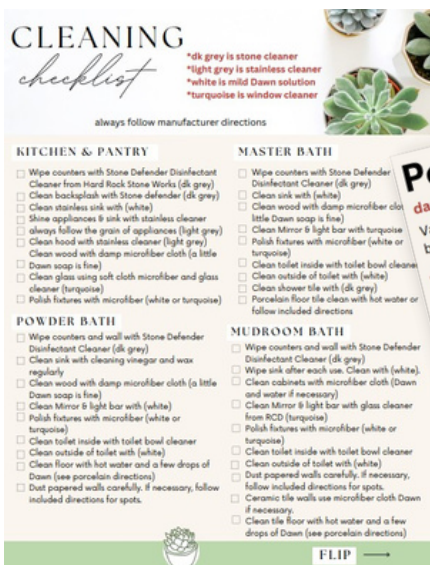 CLEANING
checklist
*dk grey is stone cleaner
*light grey is stainless cleaner
*white is mild Dawn solution
*turquoise is window cleaner
always follow manufacturer directions
KITCHEN & PANTRY
Wipe counters with Stone Defender Disinfectant
Cleaner from Hard Rock Stone Works (dk grey)
Clean backsplash with Stone defender (dk grey)
Clean stainless sink with (white)
Shine appliances & sink with stainless cleaner
always follow the grain of appliances (light grey)
Clean hood with stainless cleaner (light grey)
Clean wood with damp microfiber cloth (a little
Dawn soap is fine)
Clean glass using soft cloth microfiber and glass
cleaner (turquoise)
Polish fixtures with microfiber (white or turquoise)
POWDER BATH
Wipe counters and wall with Stone Defender
Disinfectant Cleaner (dk grey)
Clean sink with cleaning vinegar and wax
regularly
Clean wood with damp microfiber cloth (a little
Dawn soap is fine)
Clean Mirror & light bar with (white)
Polish fixtures with microfiber (white or
turquoise)
Clean toilet inside with toilet bowl cleaner
Clean outside of toilet with (white)
Clean floor with hot water and a few drops of
Dawn (see porcelain directions)
Dust papered walls carefully. If necessary, follow
included directions for spots.
MASTER BATH
Wipe counters with Stone Defender
Disinfectant Cleaner (dk grey)
Clean sink with (white)
Clean wood with damp microfiber
little Dawn soap is fine)
Clean Mirror & light bar with turquoise
Polish fixtures with microfiber (white or
turquoise)
Clean toilet inside with toilet bowl cleaner
Clean outside of toilet with (white)
Clean shower tile with (dk grey)
Porcelain floor tile clean with hot water or
follow included directions
MUDROOM BATH
Wipe counters and wall with Stone Defender
Disinfectant Cleaner (dk grey)
Wipe sink after each use. Clean with (white).
Clean cabinets with microfiber cloth (Dawn
and water if necessary)
Clean Mirror & light bar with glass cleaner
from RCD (turquoise)
Polish fixtures with microfiber (white or
turquoise)
Clean toilet inside with toilet bowl cleaner
Clean outside of toilet with (white)
Dust papered walls carefully. If necessary,
follow included directions for spots.
Ceramic tile walls use microfiber cloth Dawn
if necessary.
Clean tile floor with hot water and a few
drops of Dawn (see porcelain directions)
FLIP